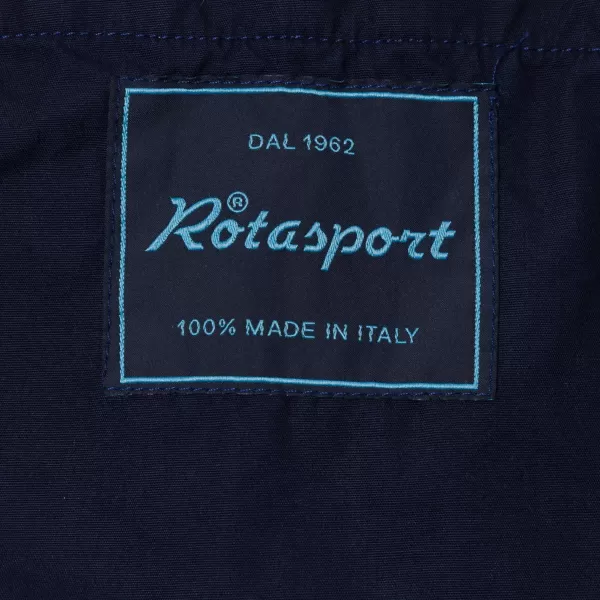 DAL 1962
Rotasport®
100% MADE IN ITALY